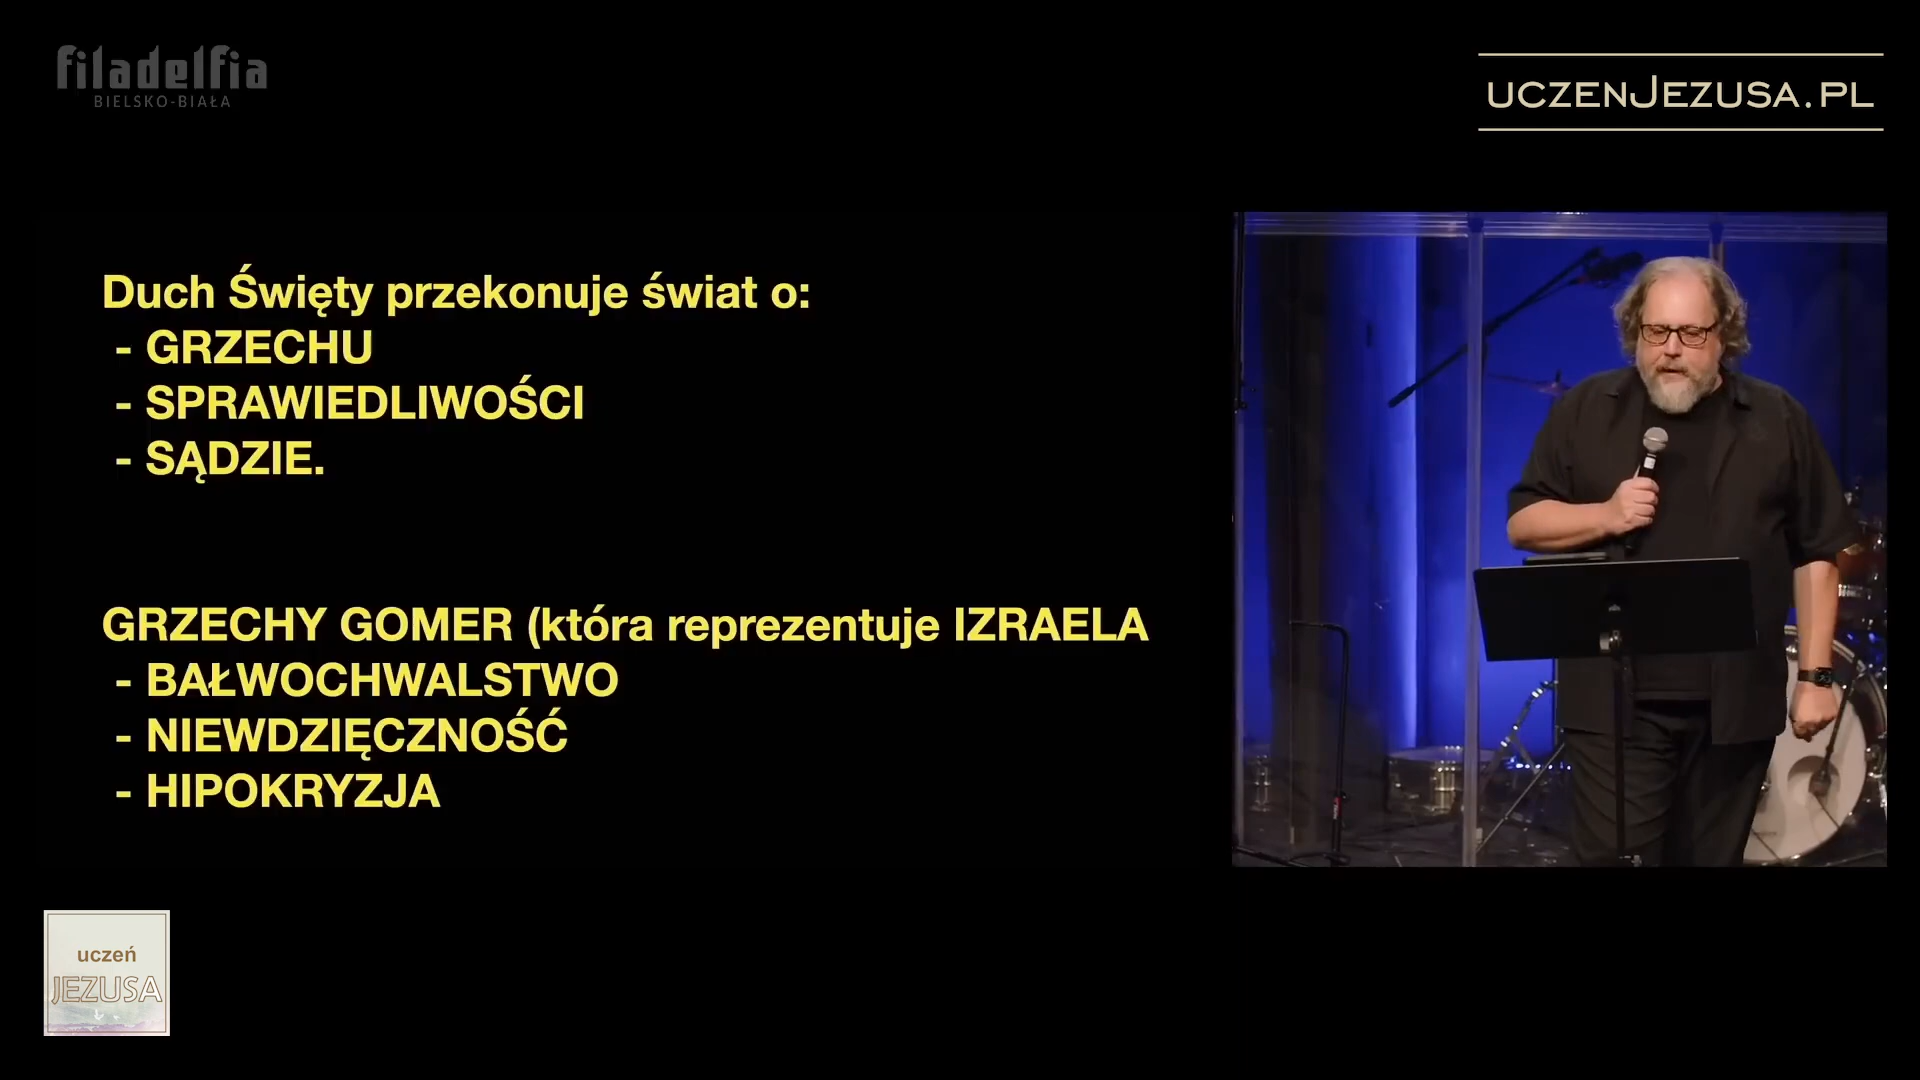 filadelfia
BIELSKO-BIAŁA
UCZENJEZUSA.PL
Duch Święty przekonuje świat o:
- GRZECHU
- SPRAWIEDLIWOŚCI
- SĄDZIE.
GRZECHY GOMER (która reprezentuje IZRAELA
- BAŁWOCHWALSTWO
- NIEWDZIĘCZNOŚĆ
- HIPOKRYZJA
uczeń
JEZUSA